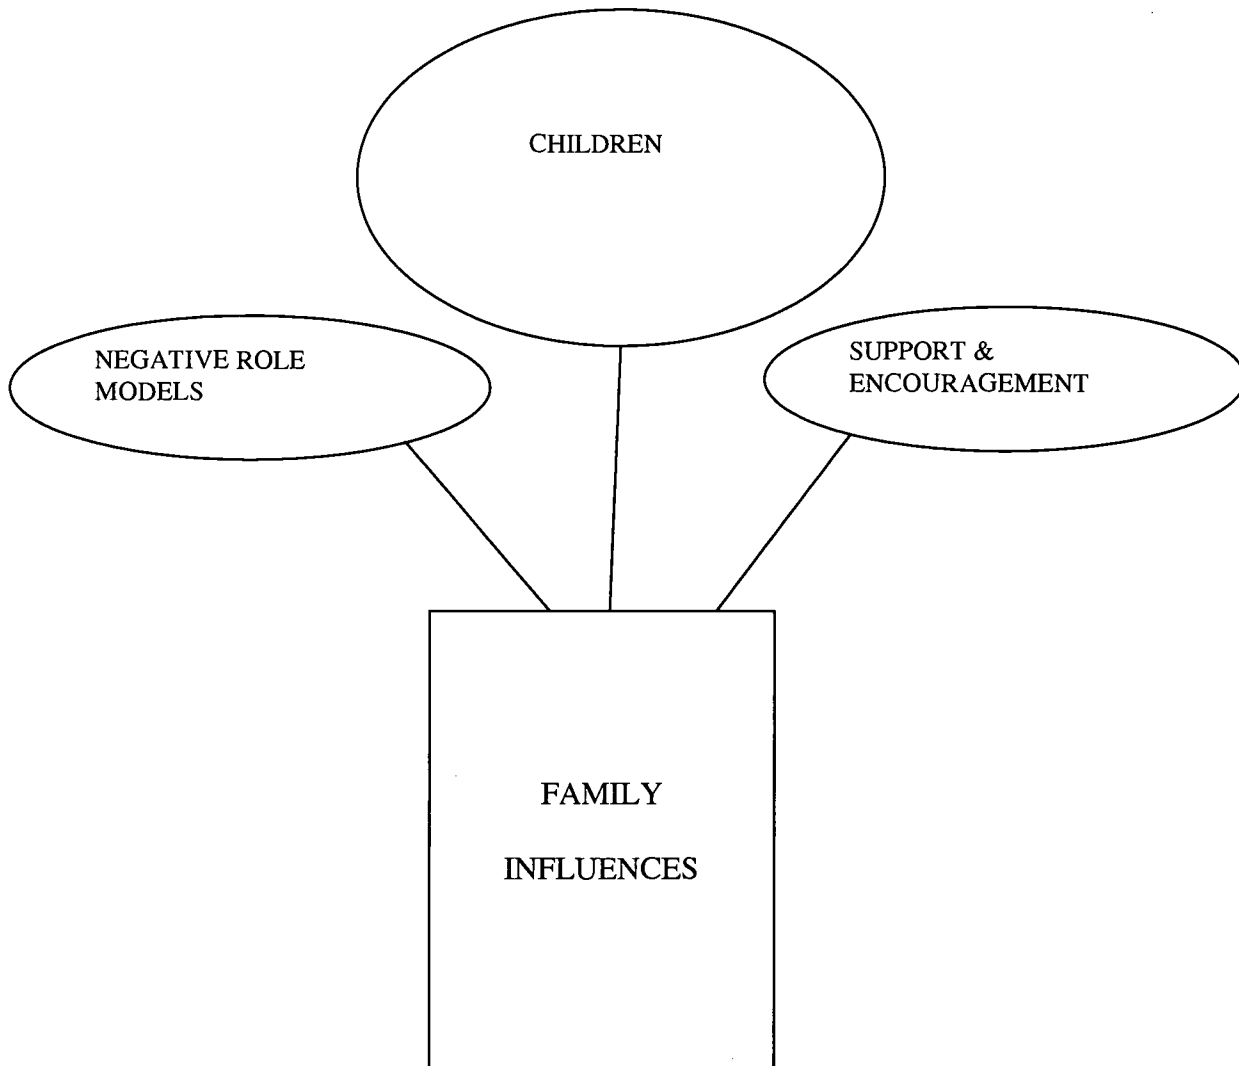 CHILDREN
NEGATIVE ROLE
MODELS
SUPPORT &
ENCOURAGEMENT
FAMILY
INFLUENCES